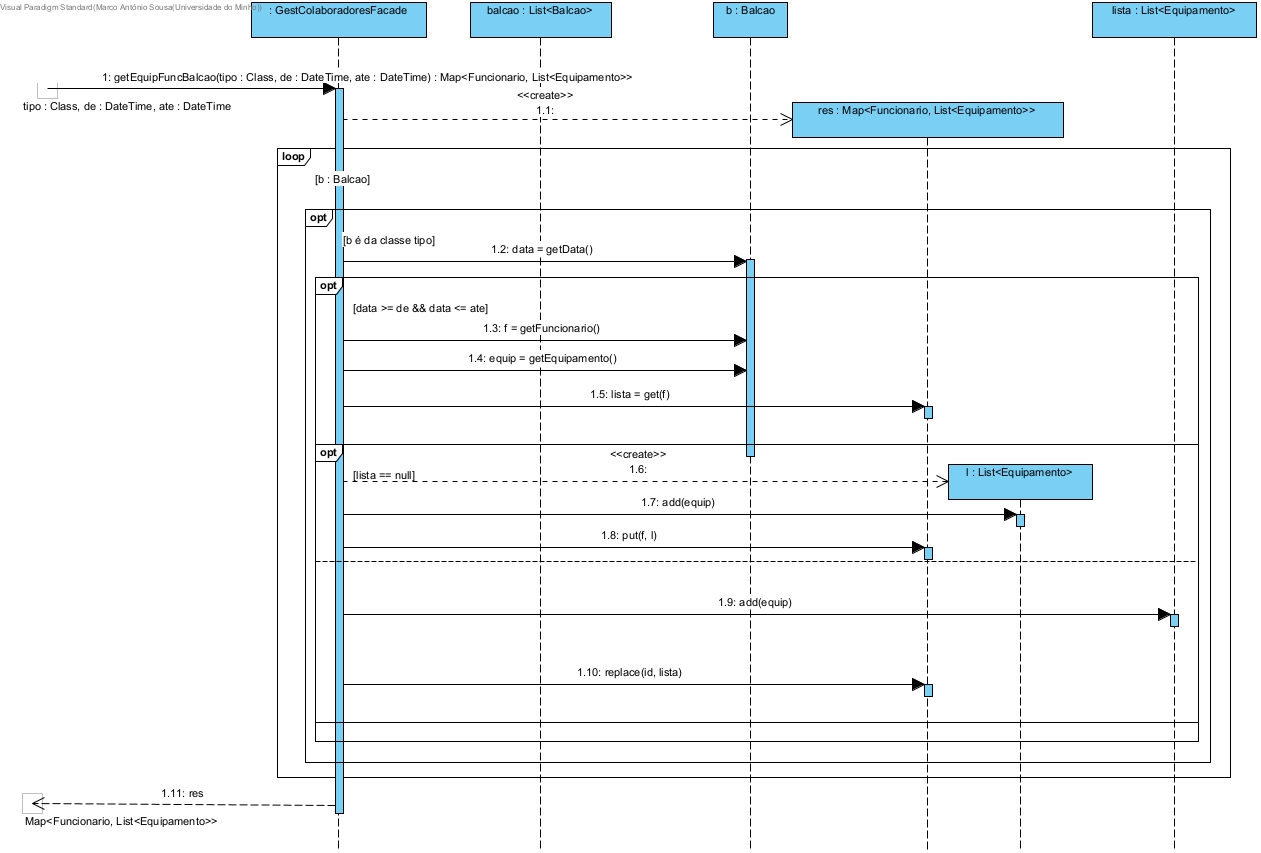 Visual Paradigm Standard(Marco António Sousa(Universidade do Minho))
: GestColaboradoresFacade
balcao : List<Balcao>
b : Balcao
lista : List<Equipamento>
1: getEquipFuncBalcao(tipo : Class, de : DateTime, ate : DateTime) : Map<Funcionario, List<Equipamento>>
tipo : Class, de : DateTime, ate : DateTime
<<create>>
1.1:
res : Map<Funcionario, List<Equipamento>>
loop
[b : Balcao]
opt
[b é da classe tipo]
1.2: data = getData()
opt
[data >= de && data <= ate]
1.3: f = getFuncionario()
1.4: equip = getEquipamento()
1.5: lista = get(f)
opt
<<create>>
1.6:
[lista == null]
l : List<Equipamento>
1.7: add(equip)
1.8: put(f, l)
1.9: add(equip)
1.10: replace(id, lista)
1.11: res
Map<Funcionario, List<Equipamento>>